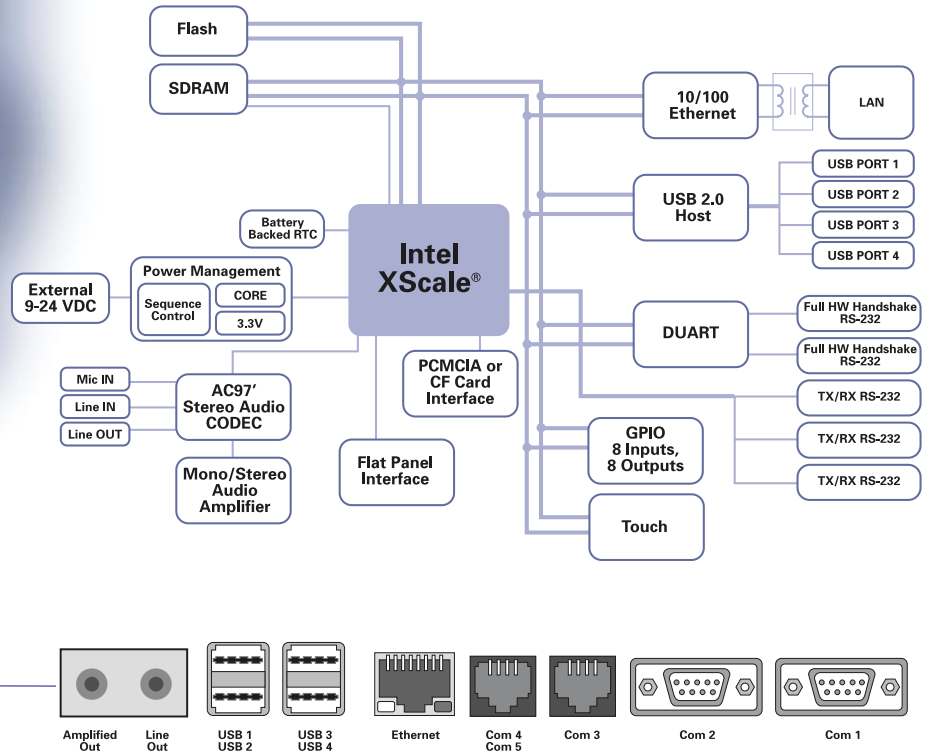 Flash
SDRAM
10/100
Ethernet
LAN
USB PORT 1
USB PORT 2
USB PORT 3
USB PORT 4
USB 2.0
Host
Battery
Backed RTC
Intel
XScale®
Power Management
Sequence
Control
CORE
3.3V
External
9-24 VDC
DUART
Full HW Handshake
RS-232
Full HW Handshake
RS-232
PCMCIA or
CF Card
Interface
Mic IN
Line IN
Line OUT
AC97'
Stereo Audio
CODEC
TX/RX RS-232
TX/RX RS-232
TX/RX RS-232
GPIO
8 Inputs,
8 Outputs
Flat Panel
Interface
Mono/Stereo
Audio
Amplifier
Touch
Amplified
Out
Line
Out
USB 1
USB 2
USB 3
USB 4
Ethernet
Com 4
Com 5
Com 3
Com 2
Com 1